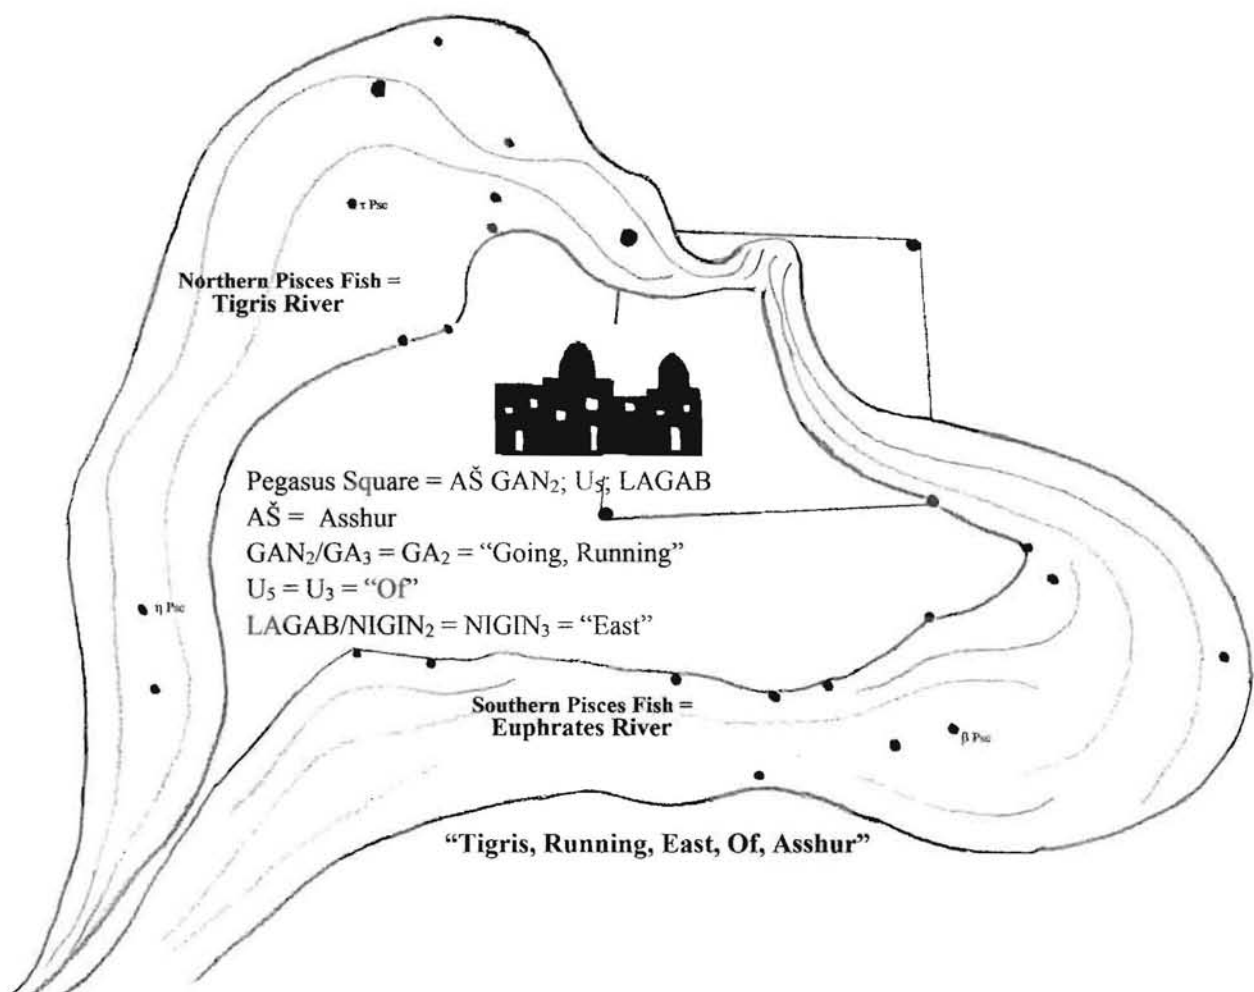 τ Psc
Northern Pisces Fish =
Tigris River
Pegasus Square = AŠ GAN₂; U₅; LAGAB
AŠ = Asshur
GAN₂/GA₃ = GA₂ = “Going, Running”
U₅ = U₃ = “Of”
LAGAB/NIGIN₂ = NIGIN₃ = “East”
η Psc
Southern Pisces Fish =
Euphrates River
β Psc
“Tigris, Running, East, Of, Asshur”